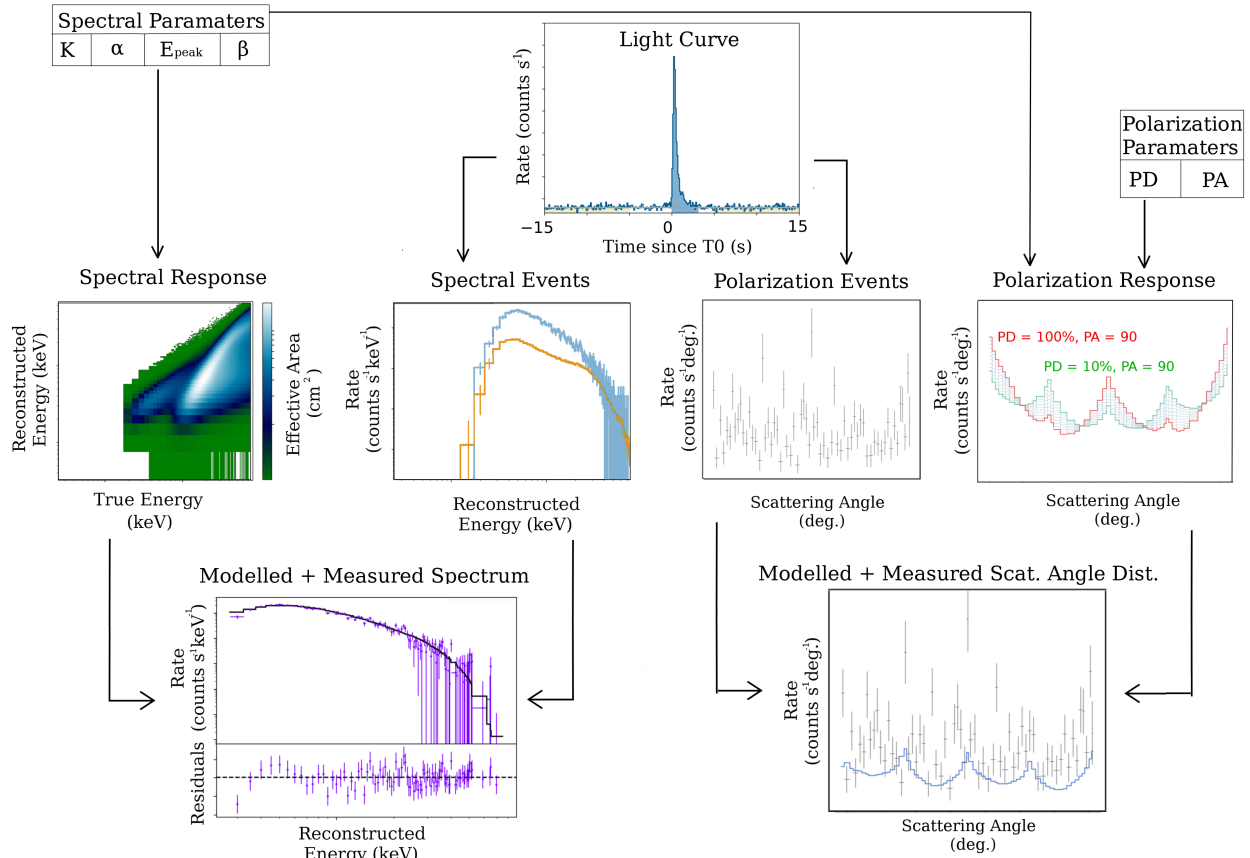 Spectral Paramaters
K α Epeak β
Light Curve
Rate (counts s-1)
−15 0 15
Time since T0 (s)
Polarization
Paramaters
PD PA
Spectral Response
Reconstructed
Energy (keV)
True Energy
(keV)
Effective Area
(cm2)
Spectral Events
Rate
(counts s-1keV-1)
Reconstructed
Energy (keV)
Polarization Events
Rate
(counts s-1deg.-1)
Scattering Angle
(deg.)
Polarization Response
PD = 100%, PA = 90
PD = 10%, PA = 90
Rate
(counts s-1deg.-1)
Scattering Angle
(deg.)
Modelled + Measured Spectrum
Rate
(counts s-1keV-1)
Residuals
Reconstructed
Energy (keV)
Modelled + Measured Scat. Angle Dist.
Rate
(counts s-1deg.-1)
Scattering Angle
(deg.)